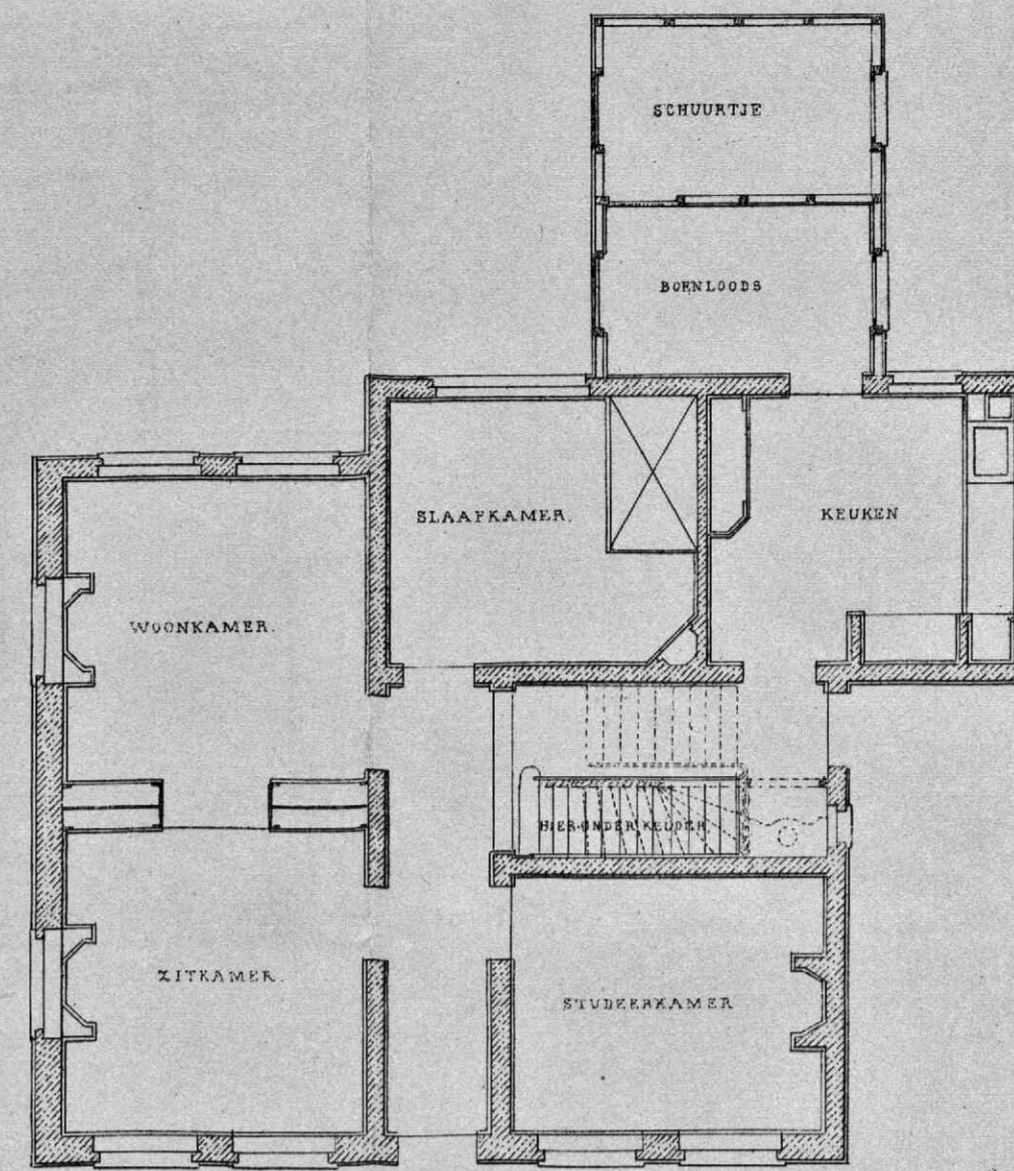 SCHUURTJE
BOENLOODS
SLAAPKAMER.
KEUKEN
WOONKAMER.
HIER-ONDER KELDER.
ZITKAMER.
STUDEERKAMER